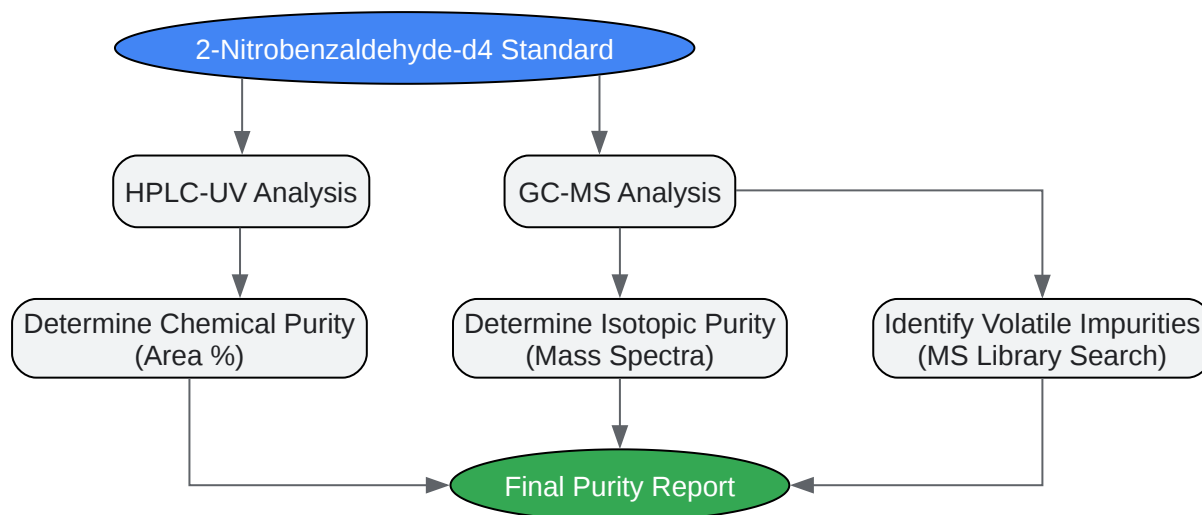 2-Nitrobenzaldehyde-d4 Standard
HPLC-UV Analysis
GC-MS Analysis
Determine Chemical Purity
(Area %)
Determine Isotopic Purity
(Mass Spectra)
Identify Volatile Impurities
(MS Library Search)
Final Purity Report